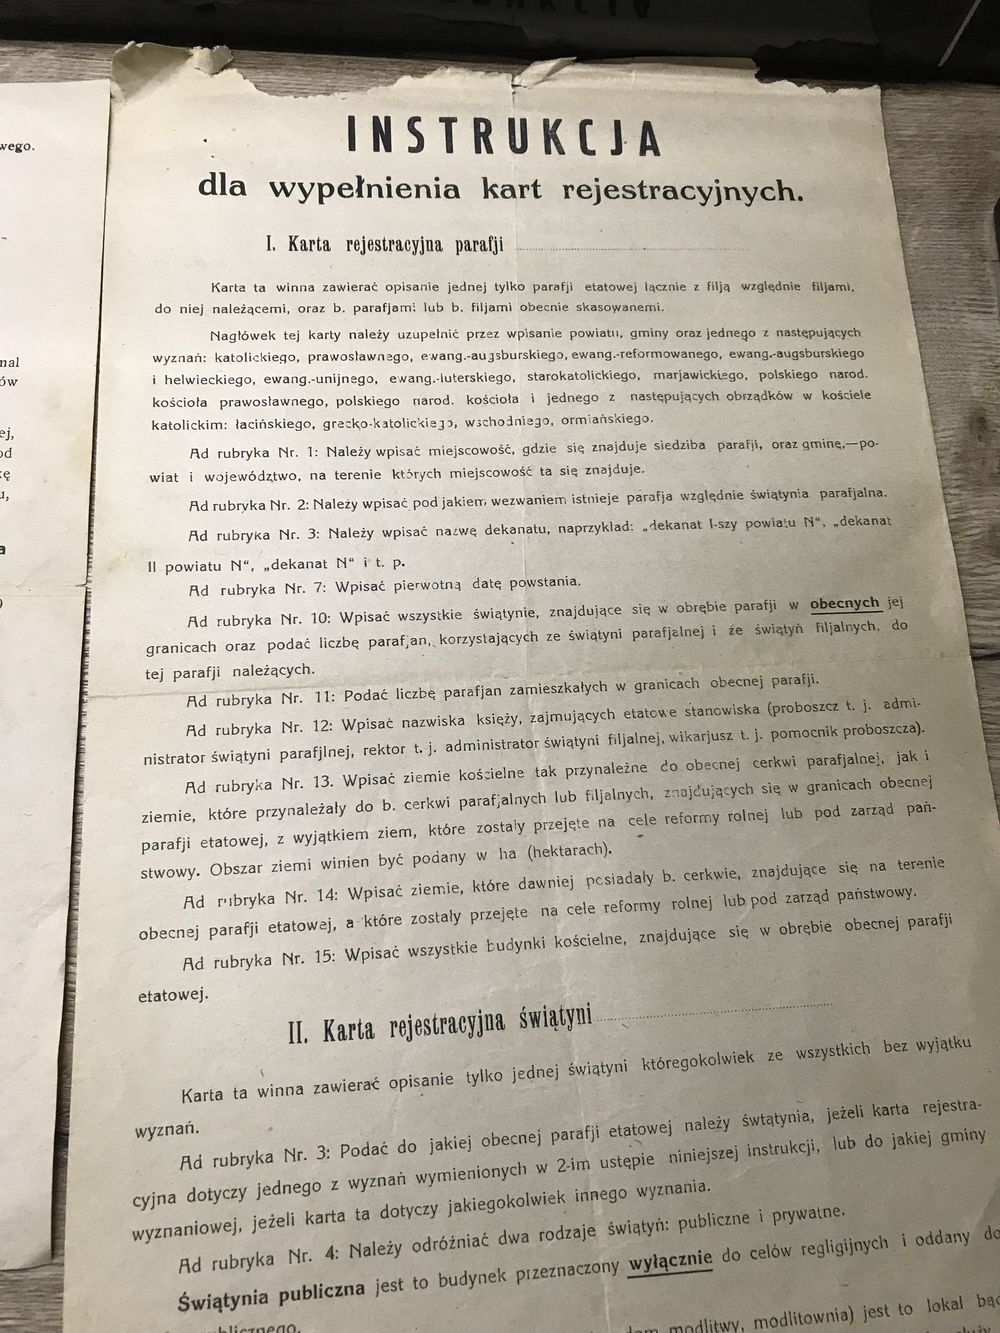 INSTRUKCJA
dla wypełnienia kart rejestracyjnych.
I. Karta rejestracyjna parafji
Karta ta winna zawierać opisanie jednej tylko parafji etatowej łącznie z filją względnie filjami,
do niej należącemi, oraz b. parafjami lub b. filjami obecnie skasowanemi.
Nagłówek tej karty należy uzupełnić przez wpisanie powiatu, gminy oraz jednego z następujących
wyznań: katolickiego, prawosławnego, ewang.-augsburskiego, ewang.-reformowanego, ewang.-augsburskiego
i helwieckiego, ewang.-unijnego, ewang.-luterskiego, starokatolickiego, marjawickiego, polskiego narod.
kościoła prawosławnego, polskiego narod. kościoła i jednego z następujących obrządków w kościele
katolickim: łacińskiego, grecko-katolickiego, wschodniego, ormiańskiego.
Ad rubryka Nr. 1: Należy wpisać miejscowość, gdzie się znajduje siedziba parafji, oraz gminę,—po-
wiat i województwo, na terenie których miejscowość ta się znajduje.
Ad rubryka Nr. 2: Należy wpisać pod jakiem wezwaniem istnieje parafja względnie świątynia parafjalna.
Ad rubryka Nr. 3: Należy wpisać nazwę dekanatu, naprzykład: „dekanat I-szy powiatu N“, „dekanat
II powiatu N“, „dekanat N“ i t. p.
Ad rubryka Nr. 7: Wpisać pierwotną datę powstania.
Ad rubryka Nr. 10: Wpisać wszystkie świątynie, znajdujące się w obrębie parafji w obecnych jej
granicach oraz podać liczbę parafjan, korzystających ze świątyni parafjalnej i ze świątyń filjalnych, do
tej parafji należących.
Ad rubryka Nr. 11: Podać liczbę parafjan zamieszkałych w granicach obecnej parafji.
Ad rubryka Nr. 12: Wpisać nazwiska księży, zajmujących etatowe stanowiska (proboszcz t. j. admi-
nistrator świątyni parafjlnej, rektor t. j. administrator świątyni filjalnej, wikarjusz t. j. pomocnik proboszcza).
Ad rubryka Nr. 13. Wpisać ziemie kościelne tak przynależne do obecnej cerkwi parafjalnej, jak i
ziemie, które przynależały do b. cerkwi parafjalnych lub filjalnych, znajdujących się w granicach obecnej
parafji etatowej, z wyjątkiem ziem, które zostały przejęte na cele reformy rolnej lub pod zarząd pań-
stwowy. Obszar ziemi winien być podany w ha (hektarach).
Ad rubryka Nr. 14: Wpisać ziemie, które dawniej posiadały b. cerkwie, znajdujące się na terenie
obecnej parafji etatowej, a które zostały przejęte na cele reformy rolnej lub pod zarząd państwowy.
Ad rubryka Nr. 15: Wpisać wszystkie budynki kościelne, znajdujące się w obrębie obecnej parafji
etatowej.
II. Karta rejestracyjna świątyni
Karta ta winna zawierać opisanie tylko jednej świątyni któregokolwiek ze wszystkich bez wyjątku
wyznań.
Ad rubryka Nr. 3: Podać do jakiej obecnej parafji etatowej należy śwtątynia, jeżeli karta rejestra-
cyjna dotyczy jednego z wyznań wymienionych w 2-im ustępie niniejszej instrukcji, lub do jakiej gminy
wyznaniowej, jeżeli karta ta dotyczy jakiegokolwiek innego wyznania.
Ad rubryka Nr. 4: Należy odróżniać dwa rodzaje świątyń: publiczne i prywatne.
Świątynia publiczna jest to budynek przeznaczony wyłącznie do celów regligijnych i oddany do
modlitwy, modlitownia) jest to lokal